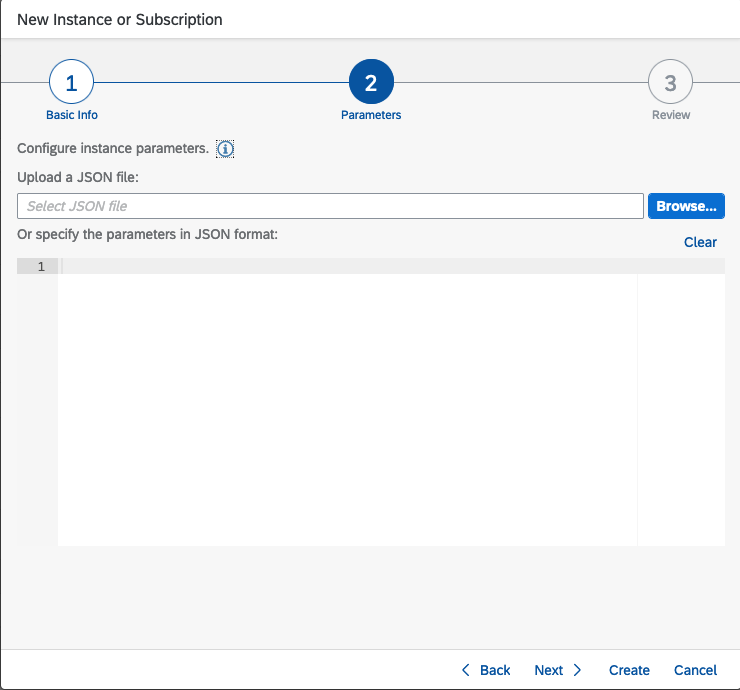 New Instance or Subscription
1
2
3
Basic Info
Parameters
Review
Configure instance parameters.
Upload a JSON file:
Select JSON file
Browse...
Or specify the parameters in JSON format:
Clear
1
Back
Next
Create
Cancel